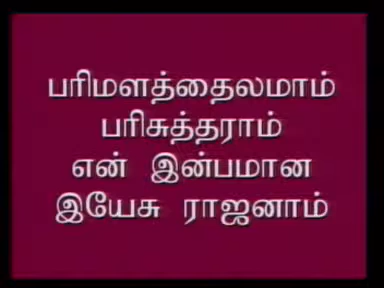 பரிமளத்தைலமாம்
பரிசுத்தராம்
என் இன்பமான
இயேசு ராஜனாம்